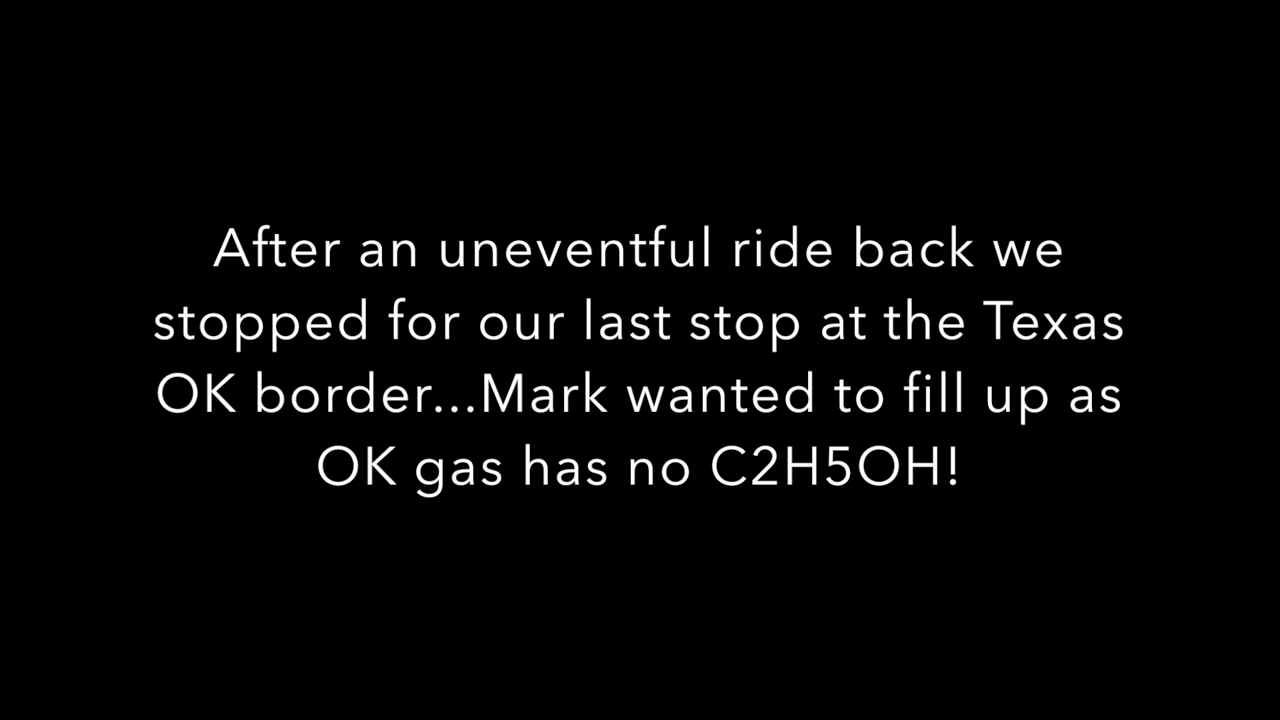 After an uneventful ride back we
stopped for our last stop at the Texas
OK border...Mark wanted to fill up as
OK gas has no C2H5OH!